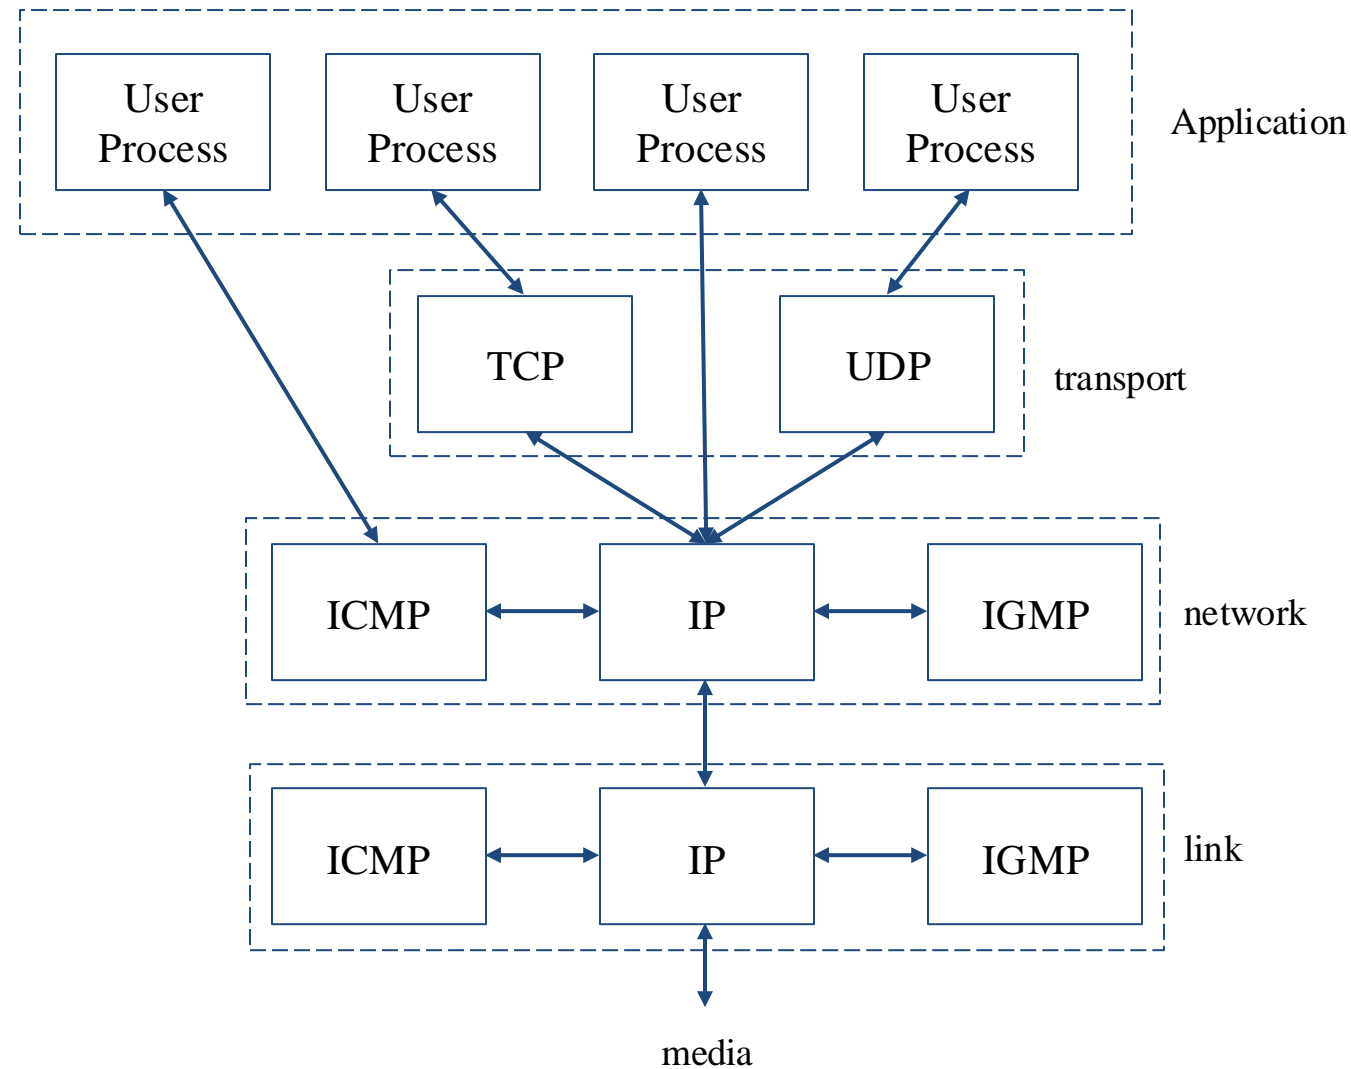 User
Process
User
Process
User
Process
User
Process
Application
TCP
UDP
transport
ICMP
IP
IGMP
network
ICMP
IP
IGMP
link
media